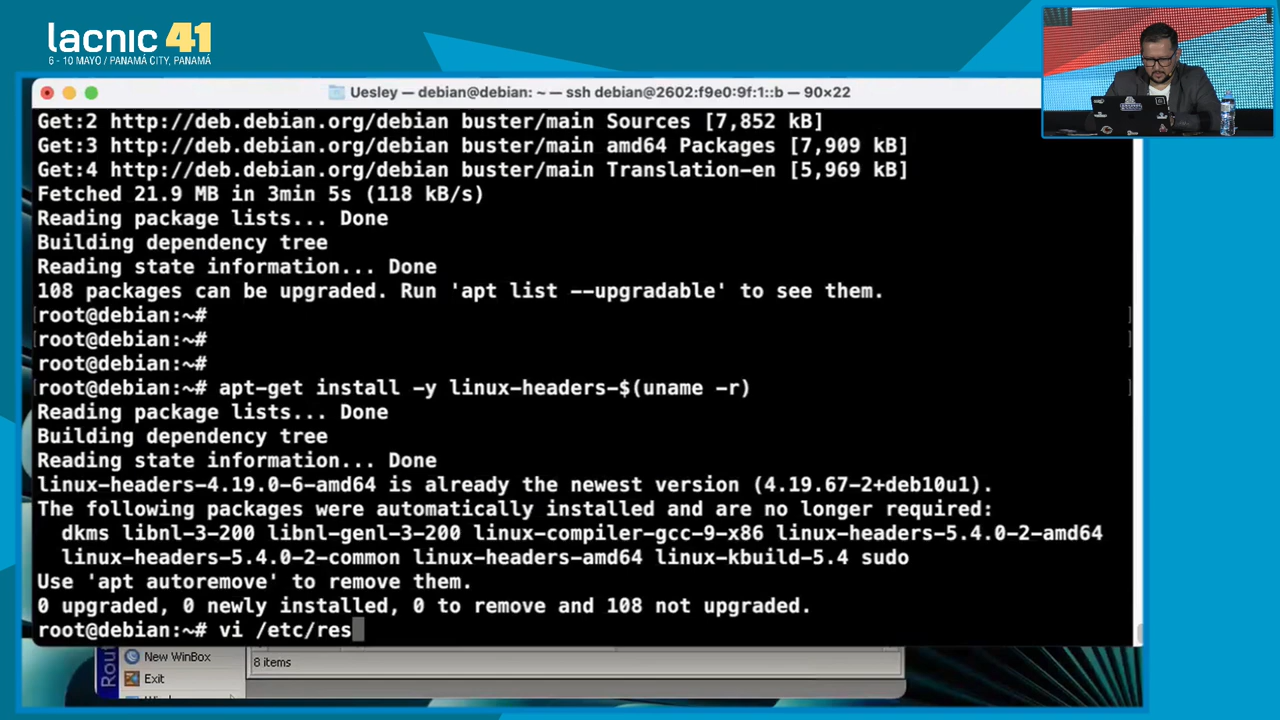 lacnic 41
6 - 10 MAYO / PANAMÁ CITY, PANAMÁ
Uesley — debian@debian: ~ — ssh debian@2602:f9e0:9f:1::b — 90×22
Get:2 http://deb.debian.org/debian buster/main Sources [7,852 kB]
Get:3 http://deb.debian.org/debian buster/main amd64 Packages [7,909 kB]
Get:4 http://deb.debian.org/debian buster/main Translation-en [5,969 kB]
Fetched 21.9 MB in 3min 5s (118 kB/s)
Reading package lists... Done
Building dependency tree
Reading state information... Done
108 packages can be upgraded. Run 'apt list --upgradable' to see them.
root@debian:~#
root@debian:~#
root@debian:~#
root@debian:~# apt-get install -y linux-headers-$(uname -r)
Reading package lists... Done
Building dependency tree
Reading state information... Done
linux-headers-4.19.0-6-amd64 is already the newest version (4.19.67-2+deb10u1).
The following packages were automatically installed and are no longer required:
dkms libnl-3-200 libnl-genl-3-200 linux-compiler-gcc-9-x86 linux-headers-5.4.0-2-amd64
linux-headers-5.4.0-2-common linux-headers-amd64 linux-kbuild-5.4 sudo
Use 'apt autoremove' to remove them.
0 upgraded, 0 newly installed, 0 to remove and 108 not upgraded.
root@debian:~# vi /etc/res
New WinBox
8 items
Exit